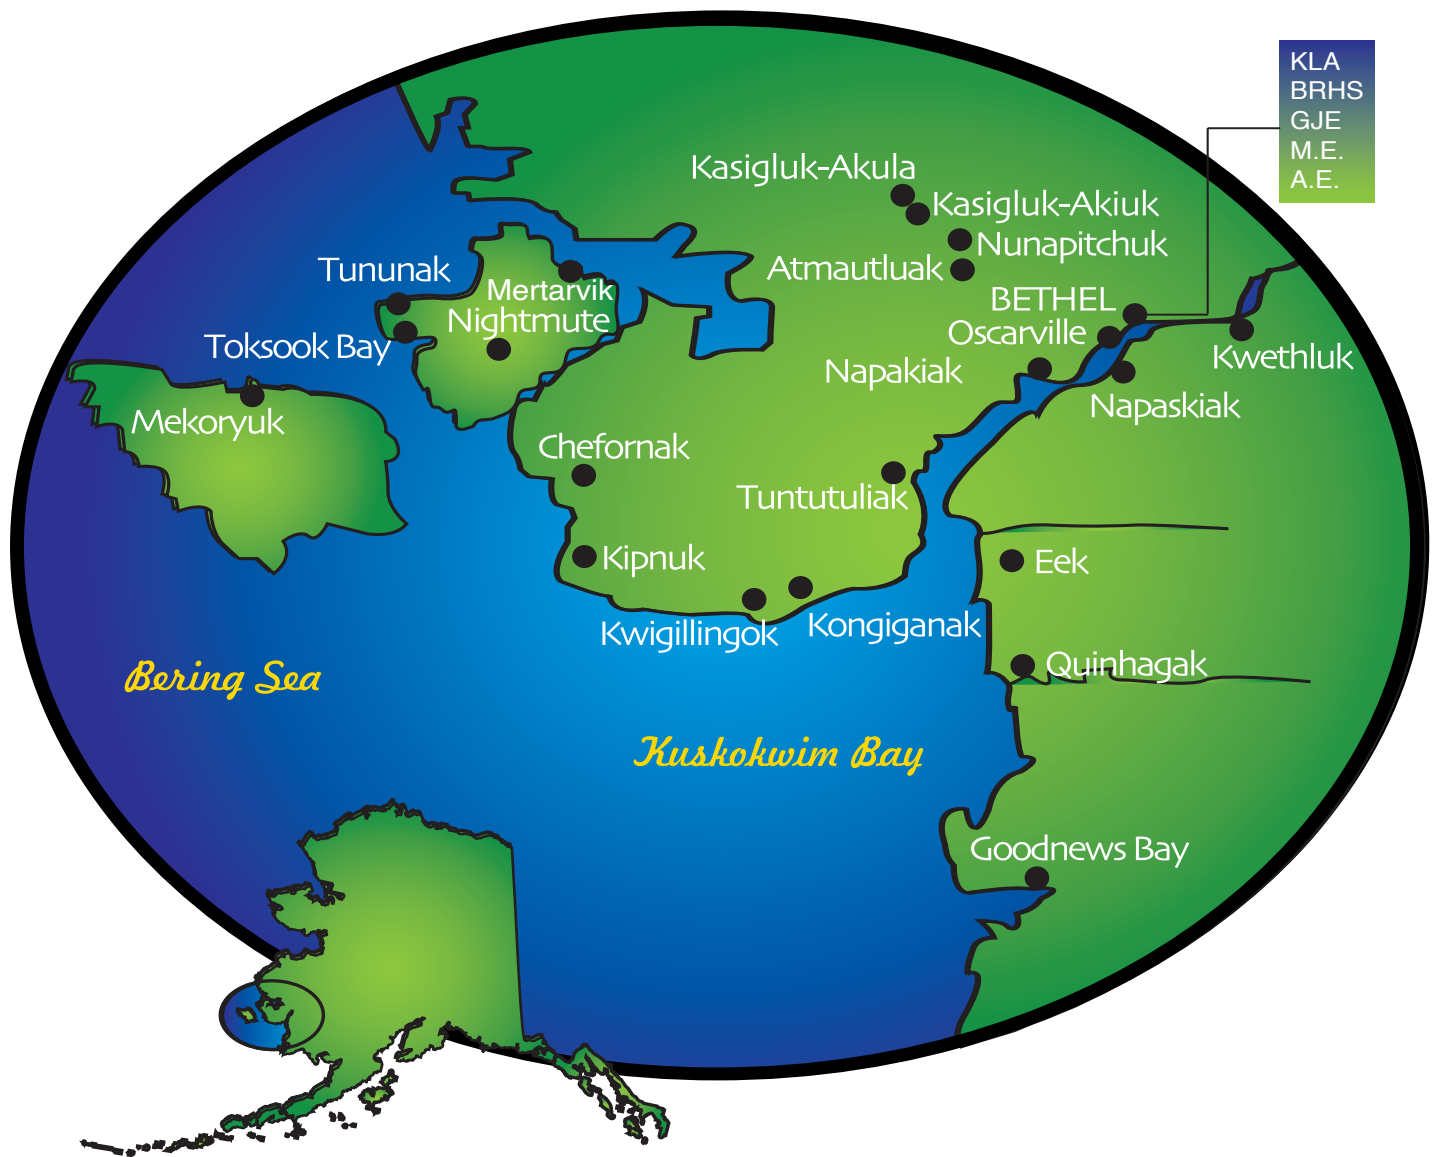 KLA
BRHS
GJE
M.E.
A.E.
Kasigluk-Akula
Kasigluk-Akiuk
Nunapitchuk
Atmautluak
Tununak
Mertarvik
BETHEL
Nightmute
Oscarville
Toksook Bay
Kwethluk
Napakiak
Napaskiak
Mekoryuk
Chefornak
Tuntutuliak
Kipnuk
Eek
Kongiganak
Kwigillingok
Quinhagak
Bering Sea
Kuskokwim Bay
Goodnews Bay